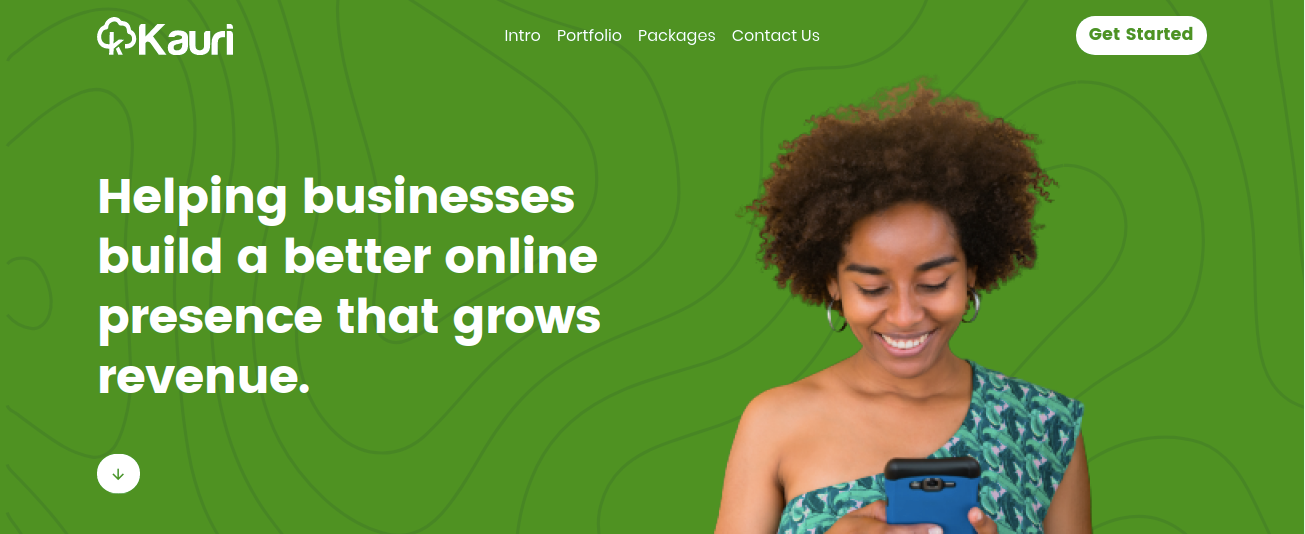 Kauri
Intro Portfolio Packages Contact Us
Get Started
Helping businesses
build a better online
presence that grows
revenue.